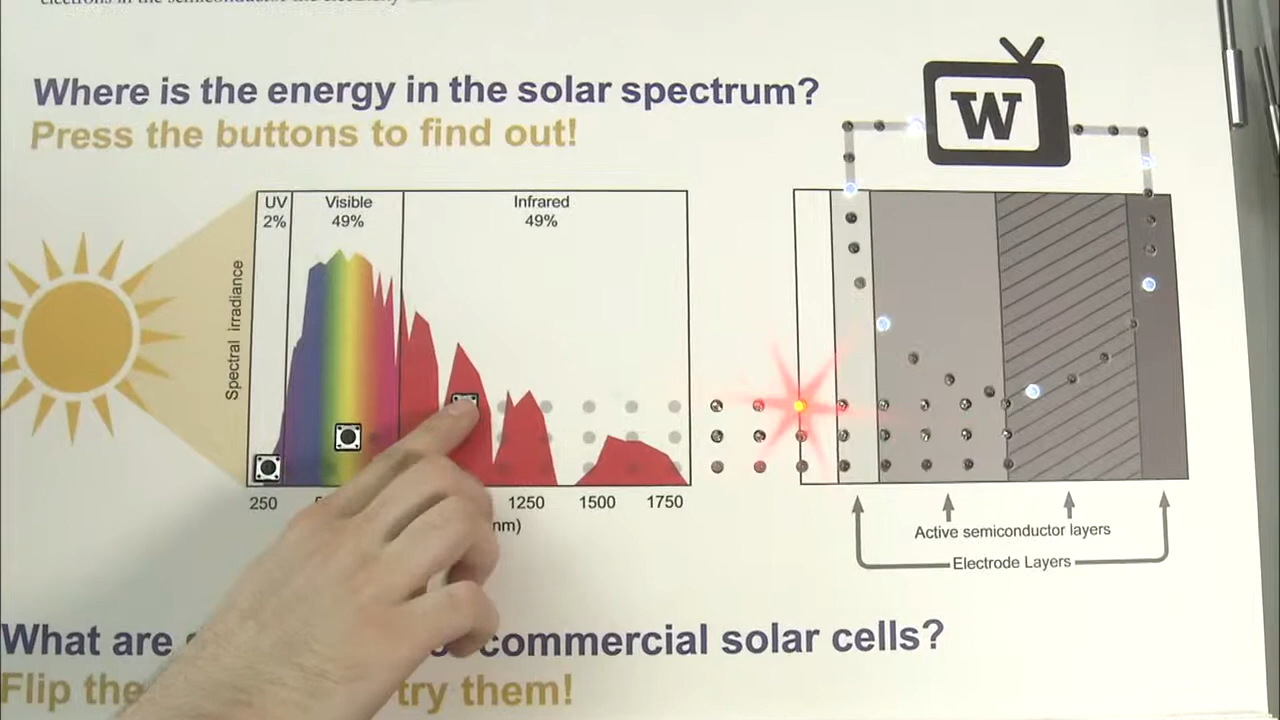 Where is the energy in the solar spectrum?
Press the buttons to find out!
W
UV
2%
Visible
49%
Infrared
49%
Spectral irradiance
250
1250
1500
1750
nm)
Active semiconductor layers
Electrode Layers
What are commercial solar cells?
Flip the try them!